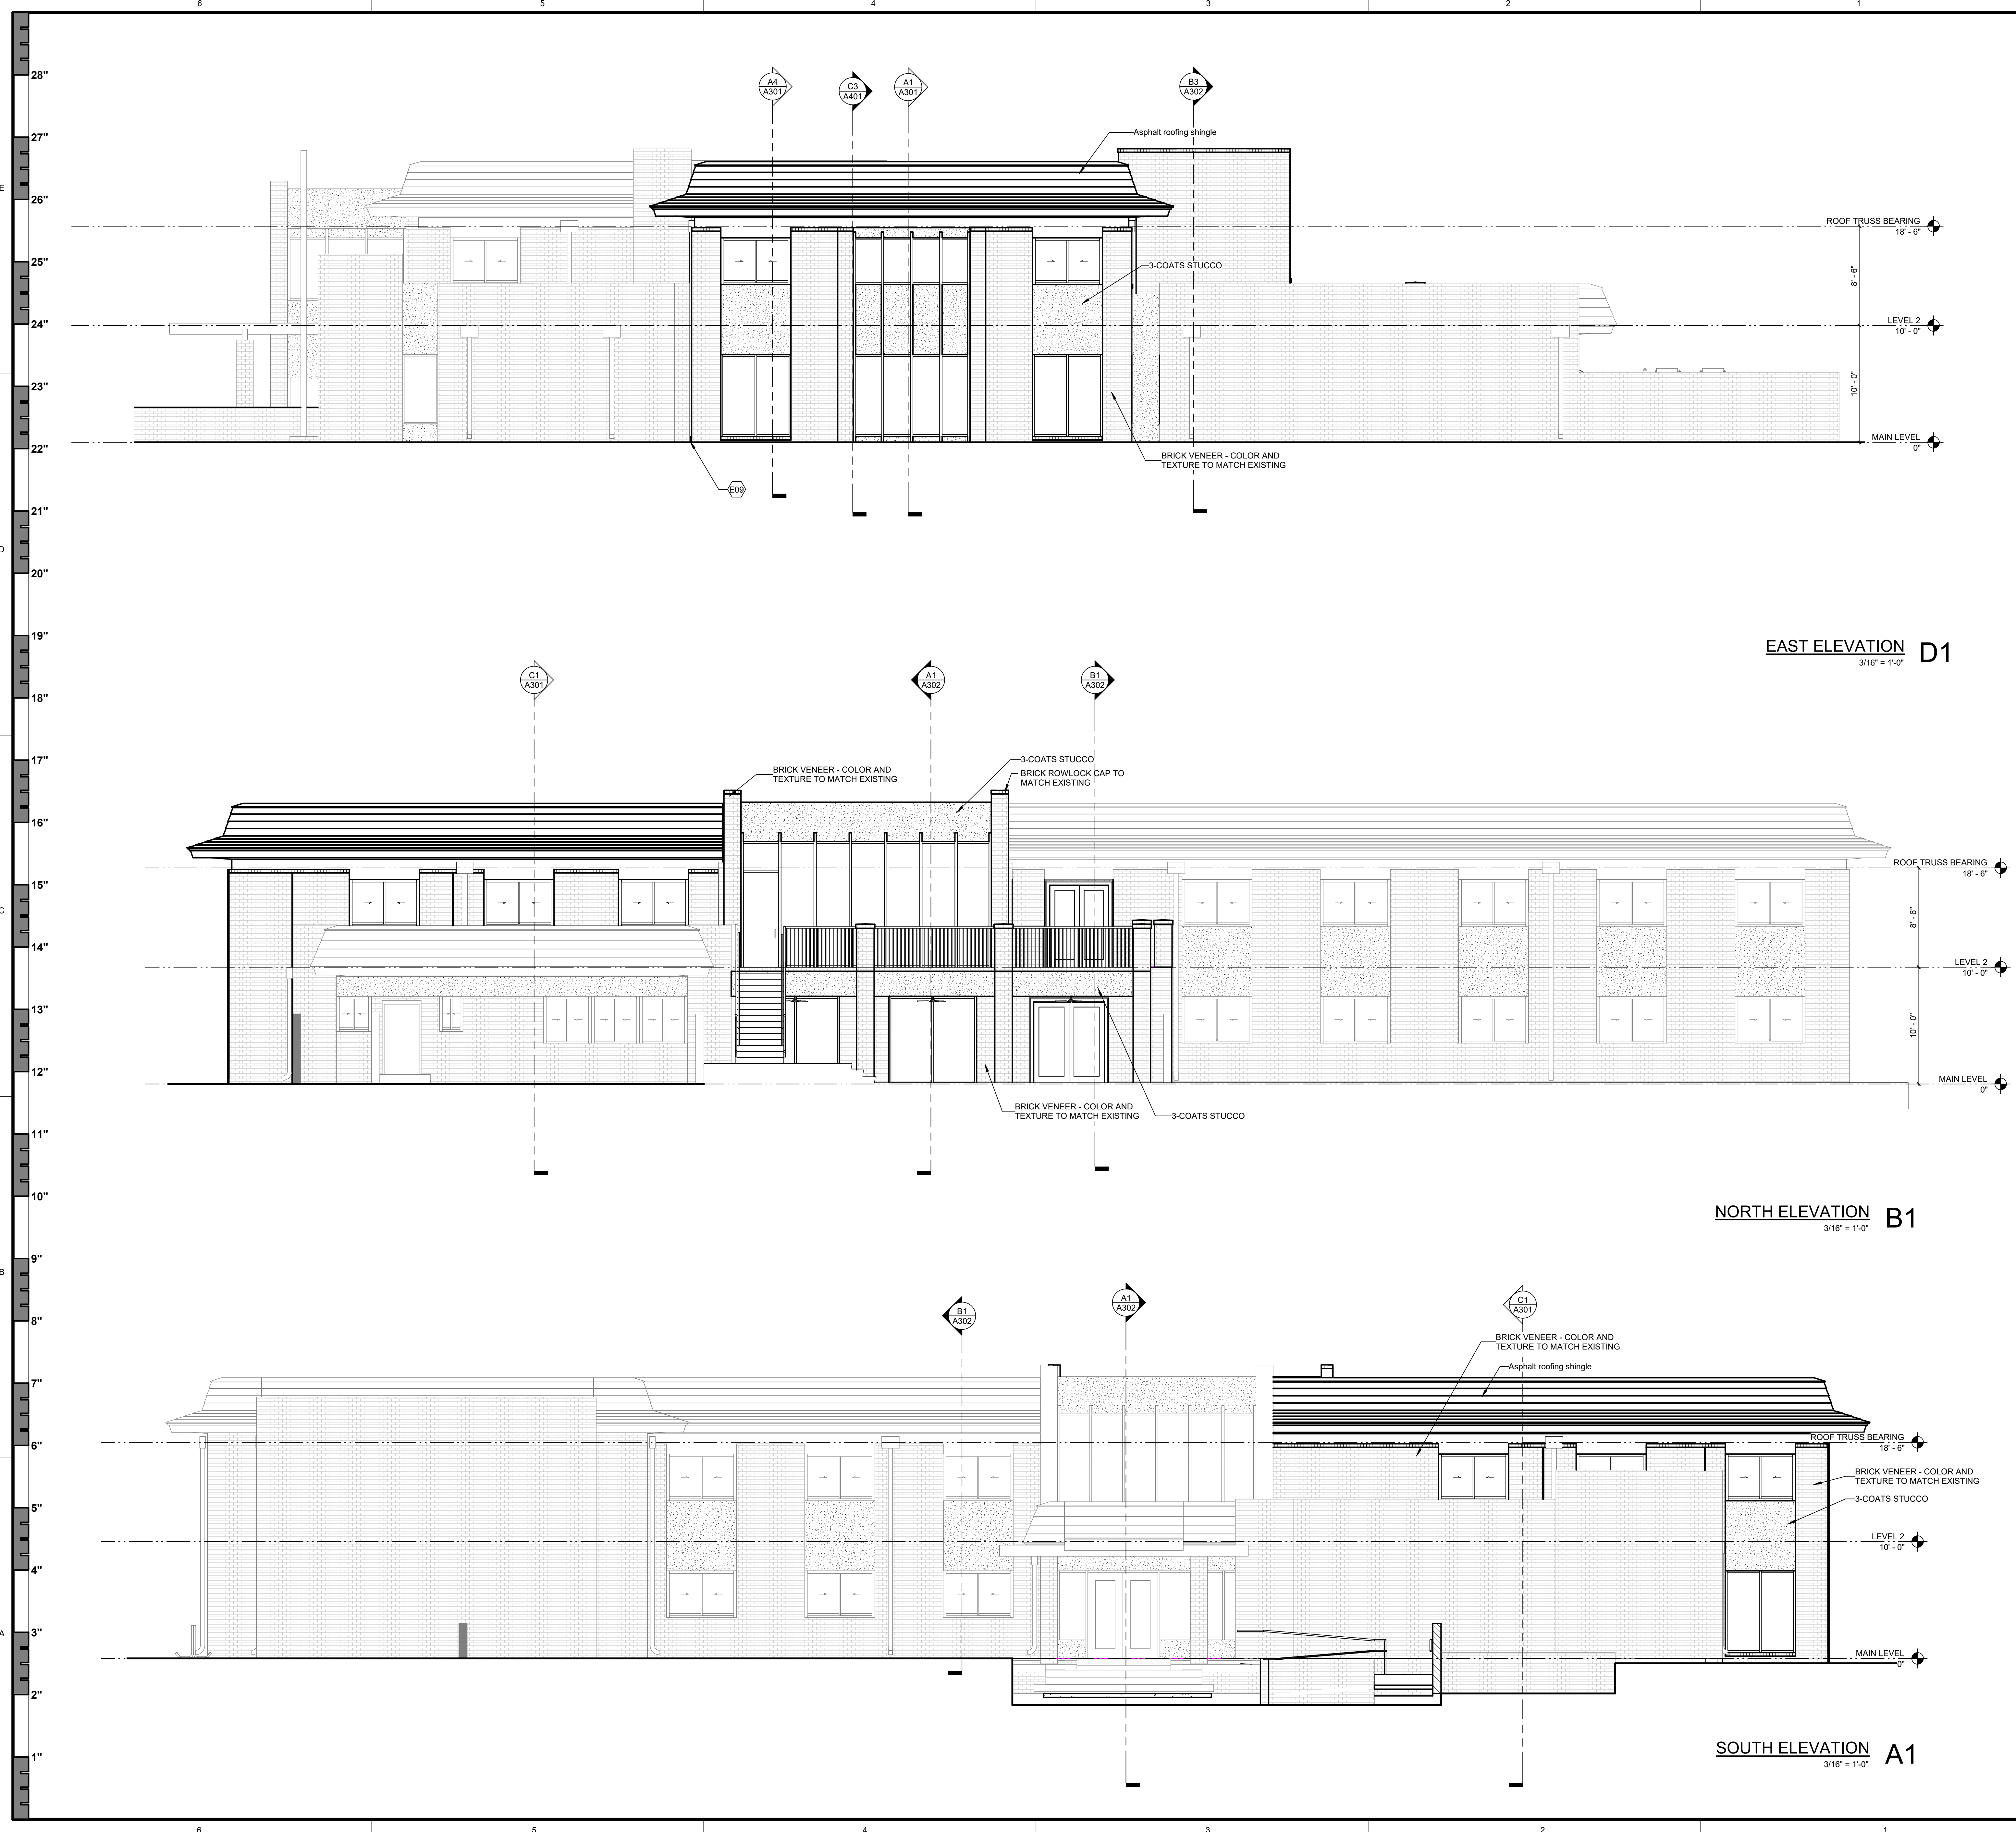 6 5 4 3 2 1
28"
A4
A301
C3
A401
A1
A301
B3
A302
27"
Asphalt roofing shingle
E
26"
ROOF TRUSS BEARING
18' - 6"
25"
3-COATS STUCCO
8' - 6"
24"
LEVEL 2
10' - 0"
23"
10' - 0"
22"
MAIN LEVEL
0"
BRICK VENEER - COLOR AND
TEXTURE TO MATCH EXISTING
E09
21"
D
20"
19"
EAST ELEVATION D1
3/16" = 1'-0"
C1
A301
A1
A302
B1
A302
18"
17"
BRICK VENEER - COLOR AND
TEXTURE TO MATCH EXISTING
3-COATS STUCCO
BRICK ROWLOCK CAP TO
MATCH EXISTING
16"
ROOF TRUSS BEARING
18' - 6"
15"
C
8' - 6"
14"
LEVEL 2
10' - 0"
13"
10' - 0"
12"
MAIN LEVEL
0"
BRICK VENEER - COLOR AND
TEXTURE TO MATCH EXISTING
3-COATS STUCCO
11"
10"
NORTH ELEVATION B1
3/16" = 1'-0"
9"
B
8"
B1
A302
A1
A302
C1
A301
BRICK VENEER - COLOR AND
TEXTURE TO MATCH EXISTING
Asphalt roofing shingle
7"
6"
ROOF TRUSS BEARING
18' - 6"
BRICK VENEER - COLOR AND
TEXTURE TO MATCH EXISTING
3-COATS STUCCO
5"
LEVEL 2
10' - 0"
4"
3"
A
MAIN LEVEL
0"
2"
1"
SOUTH ELEVATION A1
3/16" = 1'-0"
6 5 4 3 2 1